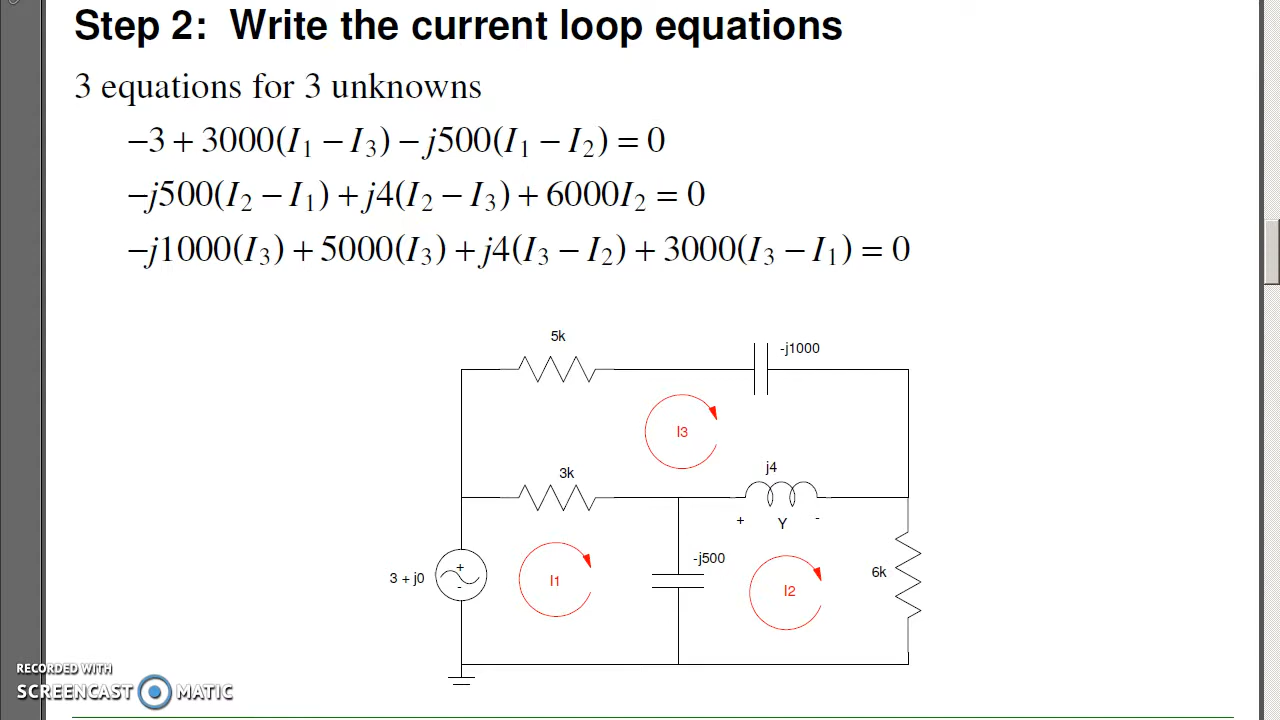 Step 2: Write the current loop equations
3 equations for 3 unknowns
−3 + 3000(I₁ − I₃) − j500(I₁ − I₂) = 0
−j500(I₂ − I₁) + j4(I₂ − I₃) + 6000I₂ = 0
−j1000(I₃) + 5000(I₃) + j4(I₃ − I₂) + 3000(I₃ − I₁) = 0
5k
-j1000
I3
3k
j4
+ Y -
-j500
3 + j0
+
-
I1
I2
6k
RECORDED WITH
SCREENCAST MATIC